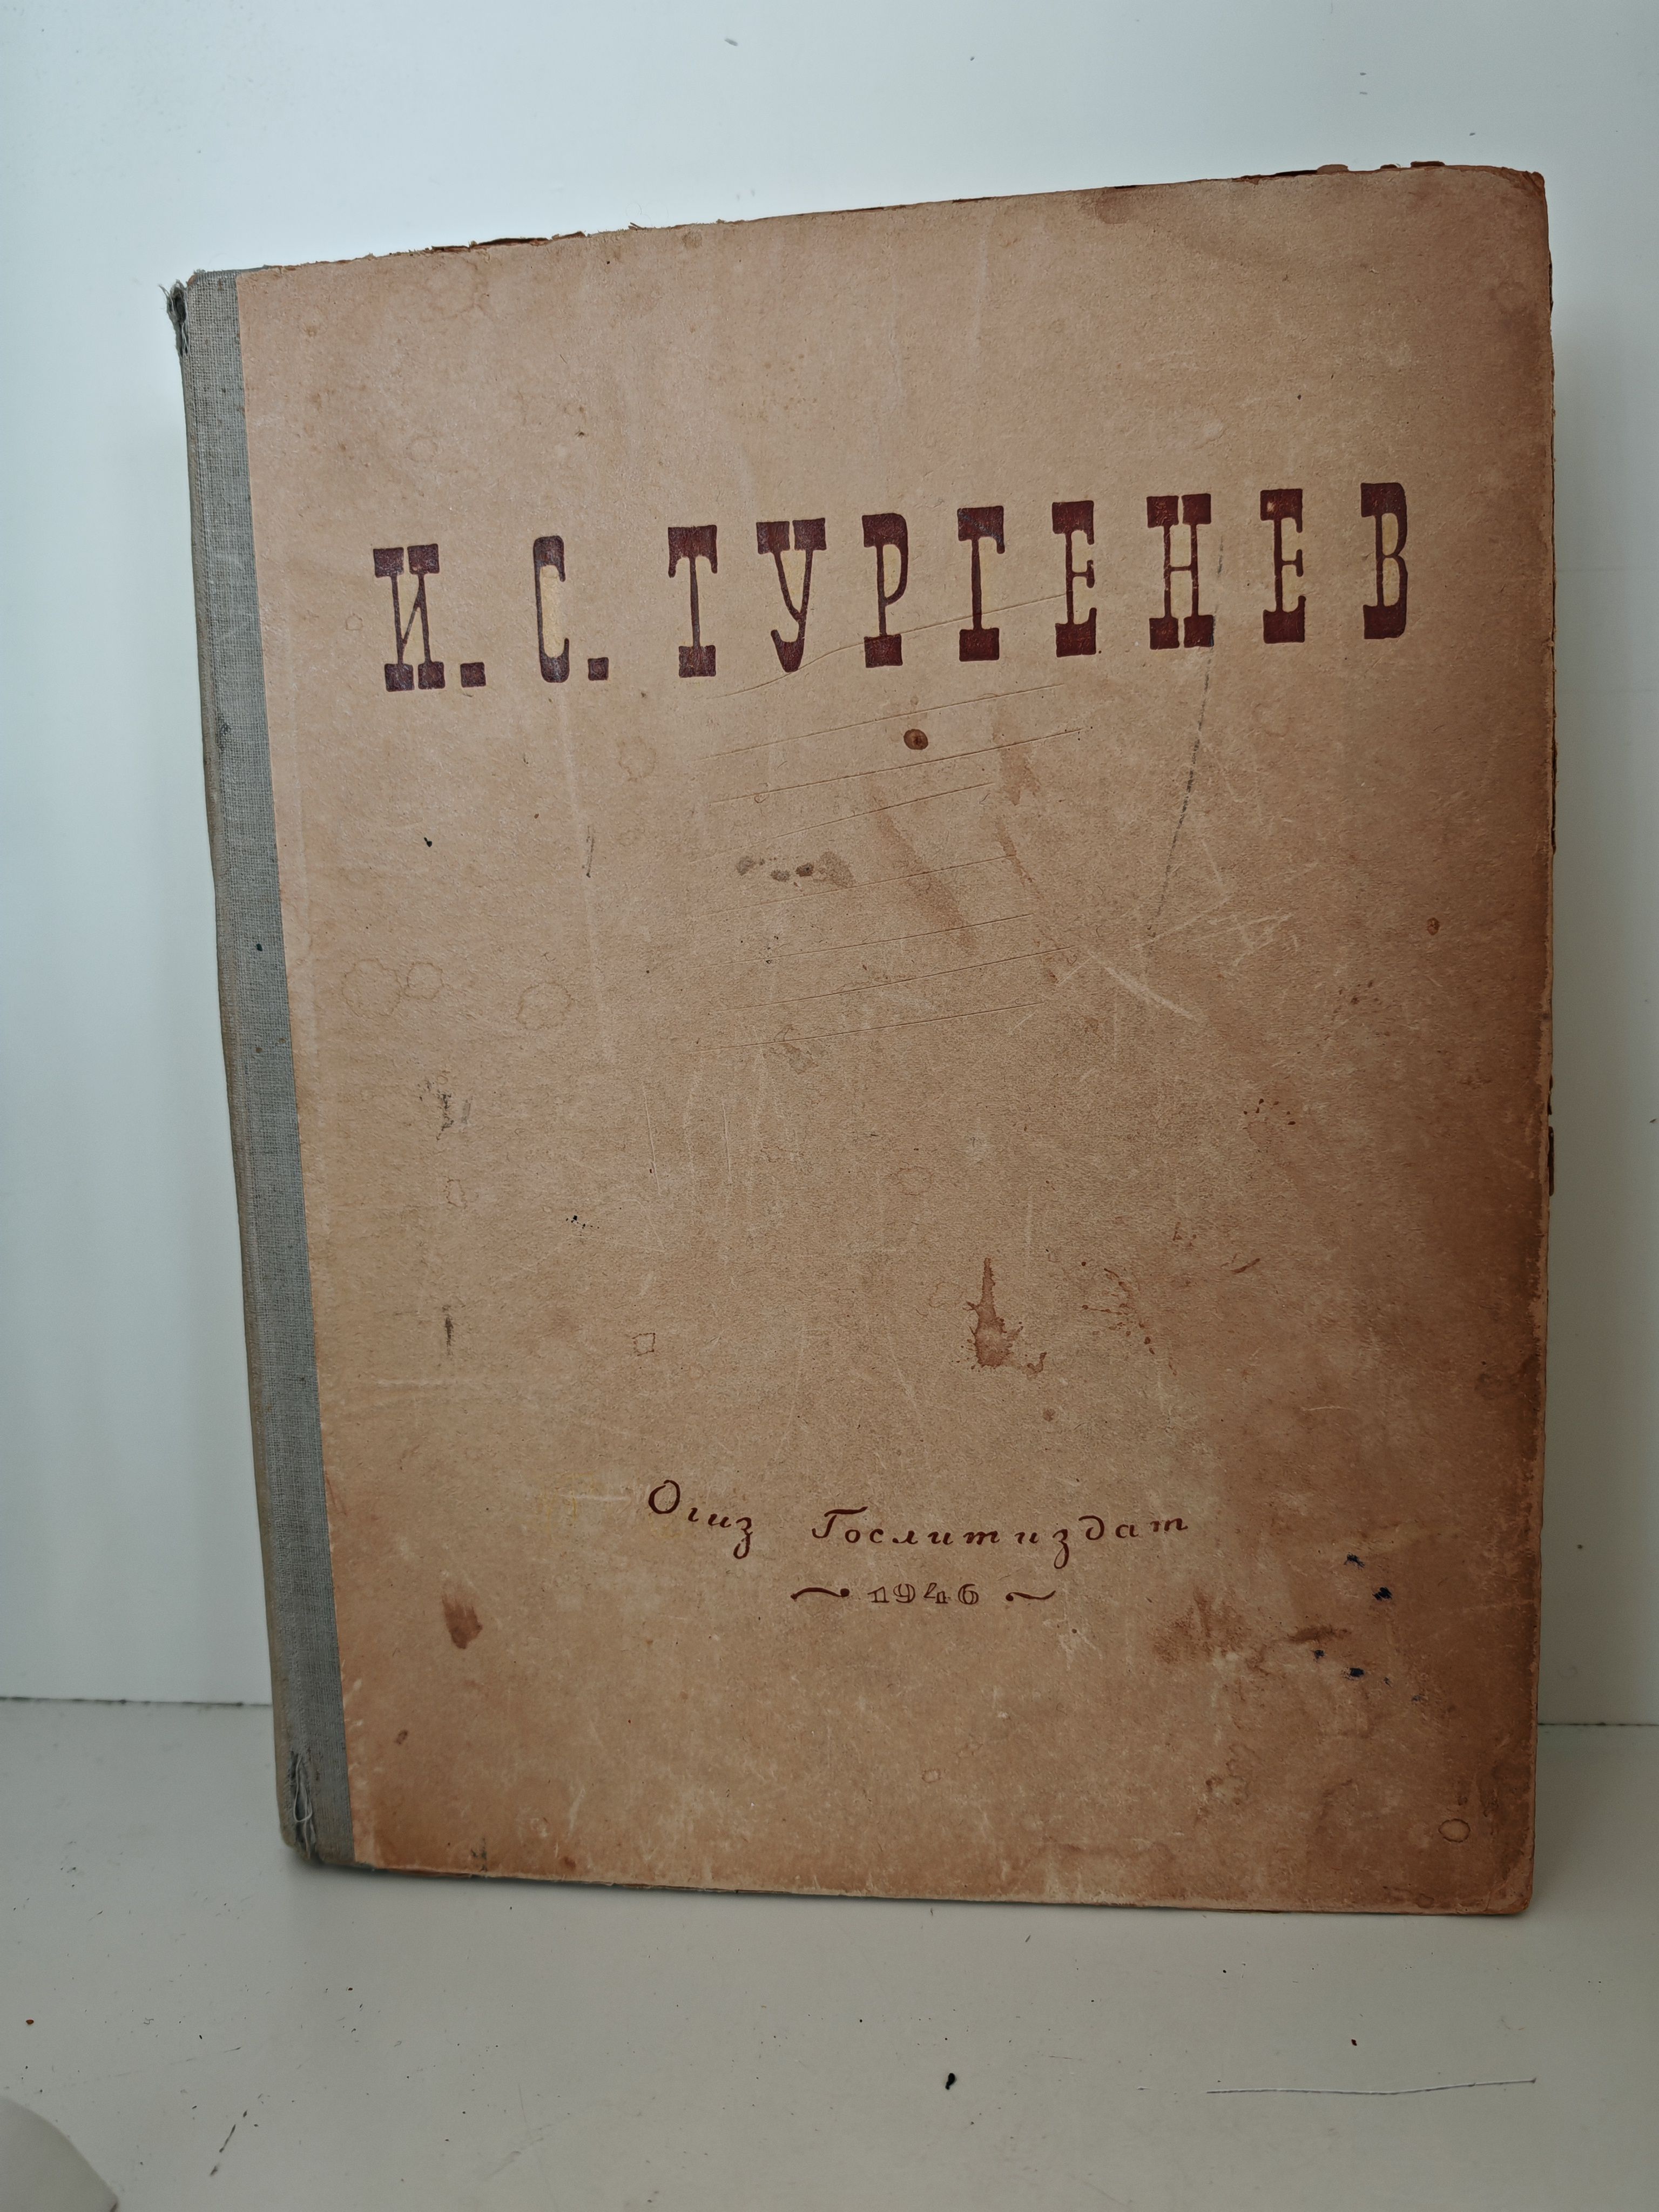 И. С. ТУРГЕНЕВ
Огиз Гослитиздат
~ 1946 ~